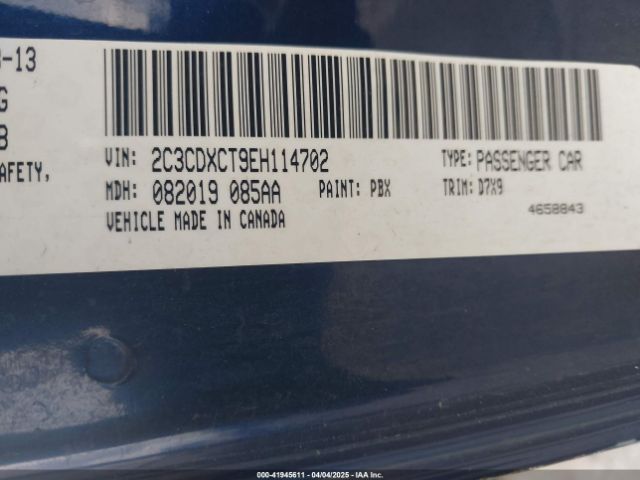 -13
G
8
AFETY,
VIN: 2C3CDXCT9EH114702 TYPE: PASSENGER CAR
MDH: 082019 085AA PAINT: PBX TRIM: D7X9
VEHICLE MADE IN CANADA 4658843
000-41945611 - 04/04/2025 - IAA Inc.